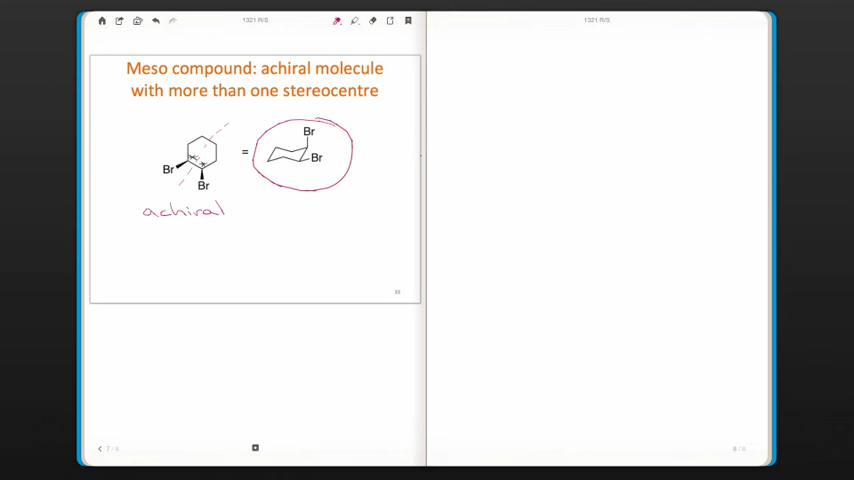 1321 R/S
1321 R/S
Meso compound: achiral molecule
with more than one stereocentre
Br
Br
=
Br
Br
achiral